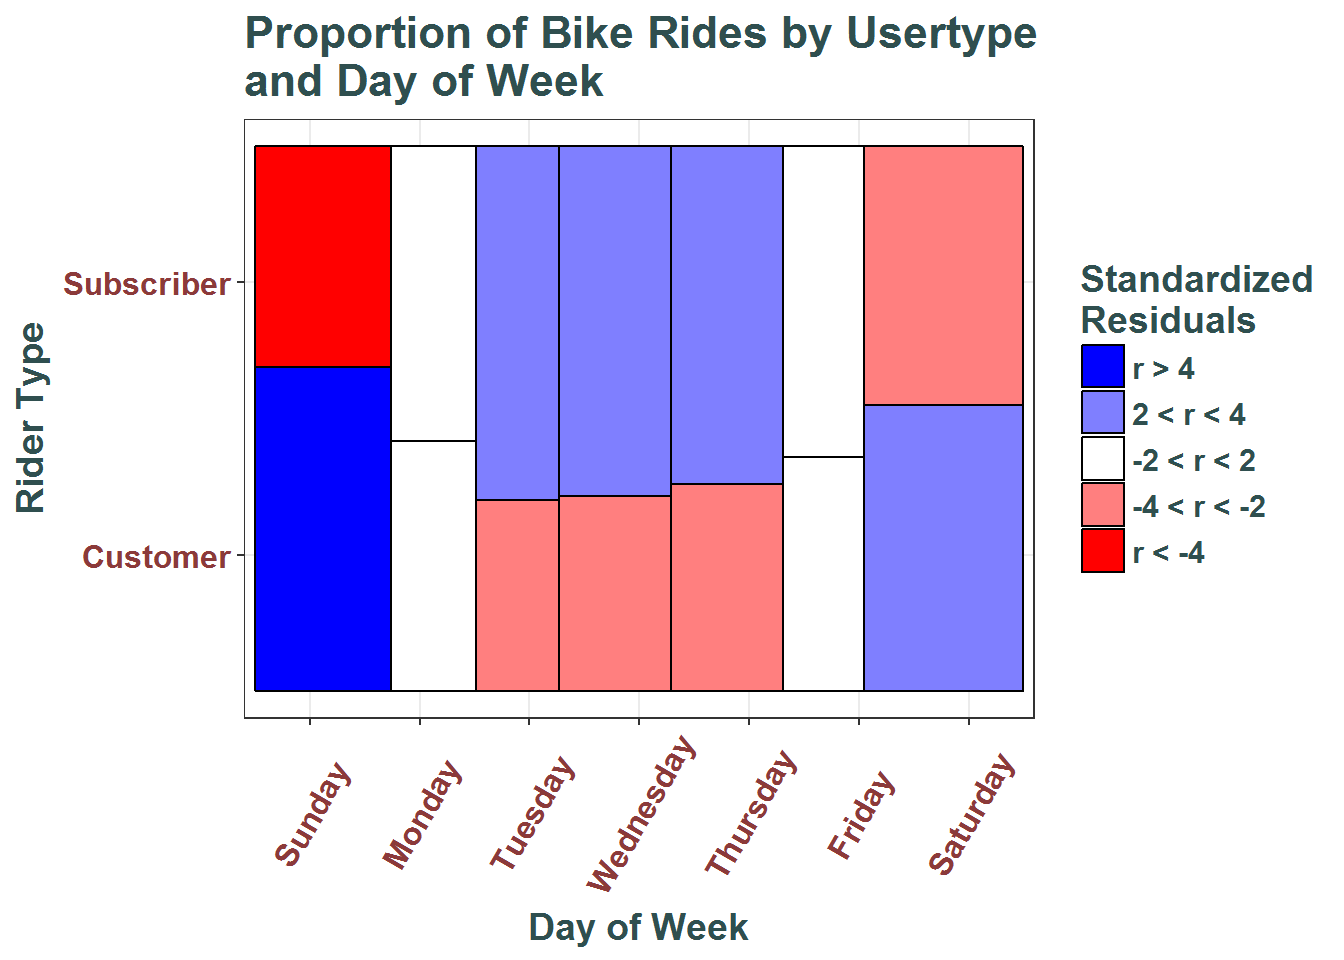 Proportion of Bike Rides by Usertype
and Day of Week
Rider Type
Subscriber
Customer
Sunday
Monday
Tuesday
Wednesday
Thursday
Friday
Saturday
Day of Week
Standardized
Residuals
r > 4
2 < r < 4
-2 < r < 2
-4 < r < -2
r < -4